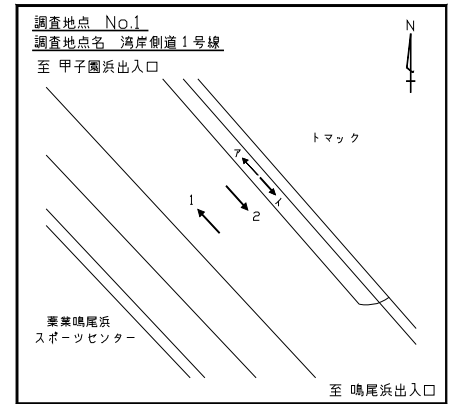 調査地点 No.1
調査地点名 湾岸側道1号線
至 甲子園浜出入口
N
トマック
ア
イ
1
2
薬業鳴尾浜
スポーツセンター
至 鳴尾浜出入口